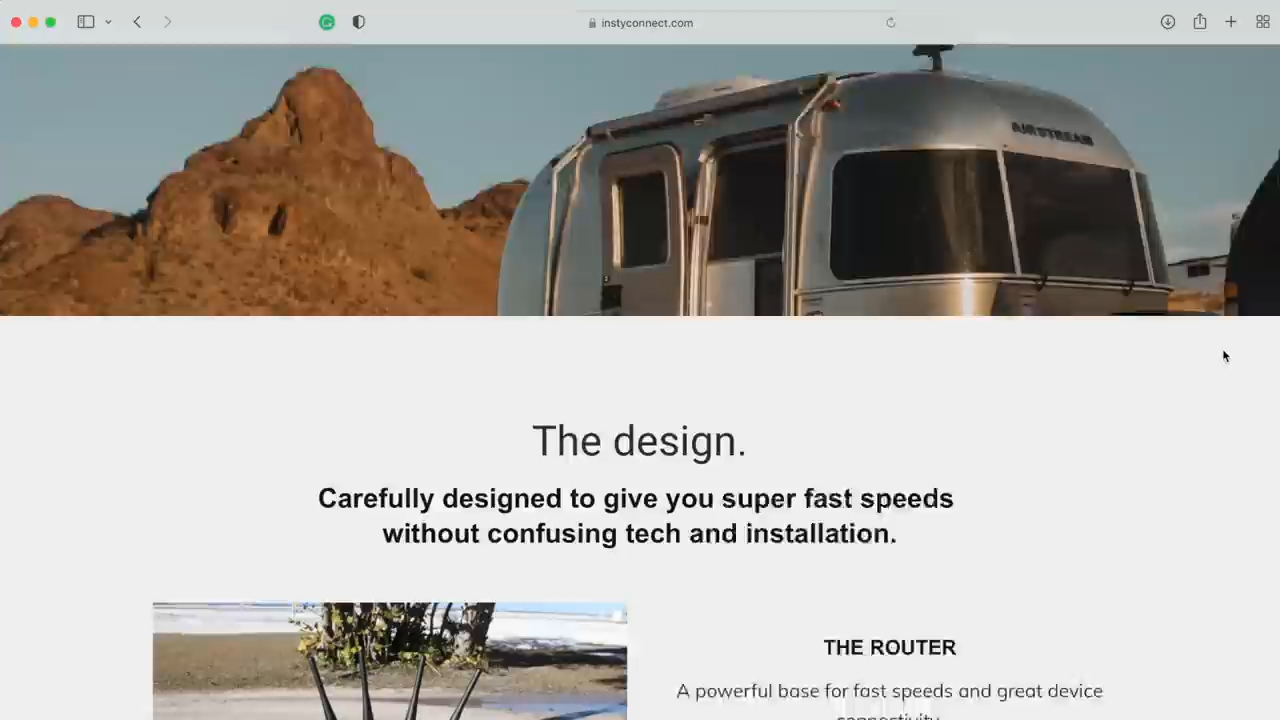 instyconnect.com
AIRSTREAM
The design.
Carefully designed to give you super fast speeds
without confusing tech and installation.
THE ROUTER
A powerful base for fast speeds and great device
connectivity